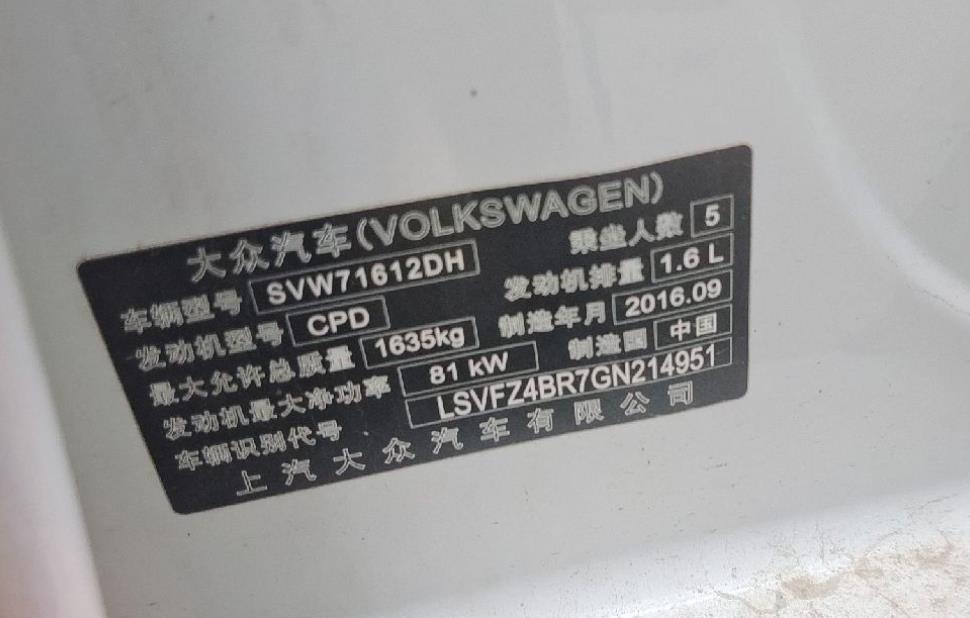 大众汽车(VOLKSWAGEN)
车辆型号 SVW71612DH 乘坐人数 5
发动机型号 CPD 发动机排量 1.6 L
最大允许总质量 1635kg 制造年月 2016.09
发动机最大净功率 81 kW 制造国 中国
车辆识别代号 LSVFZ4BR7GN214951
上汽大众汽车有限公司